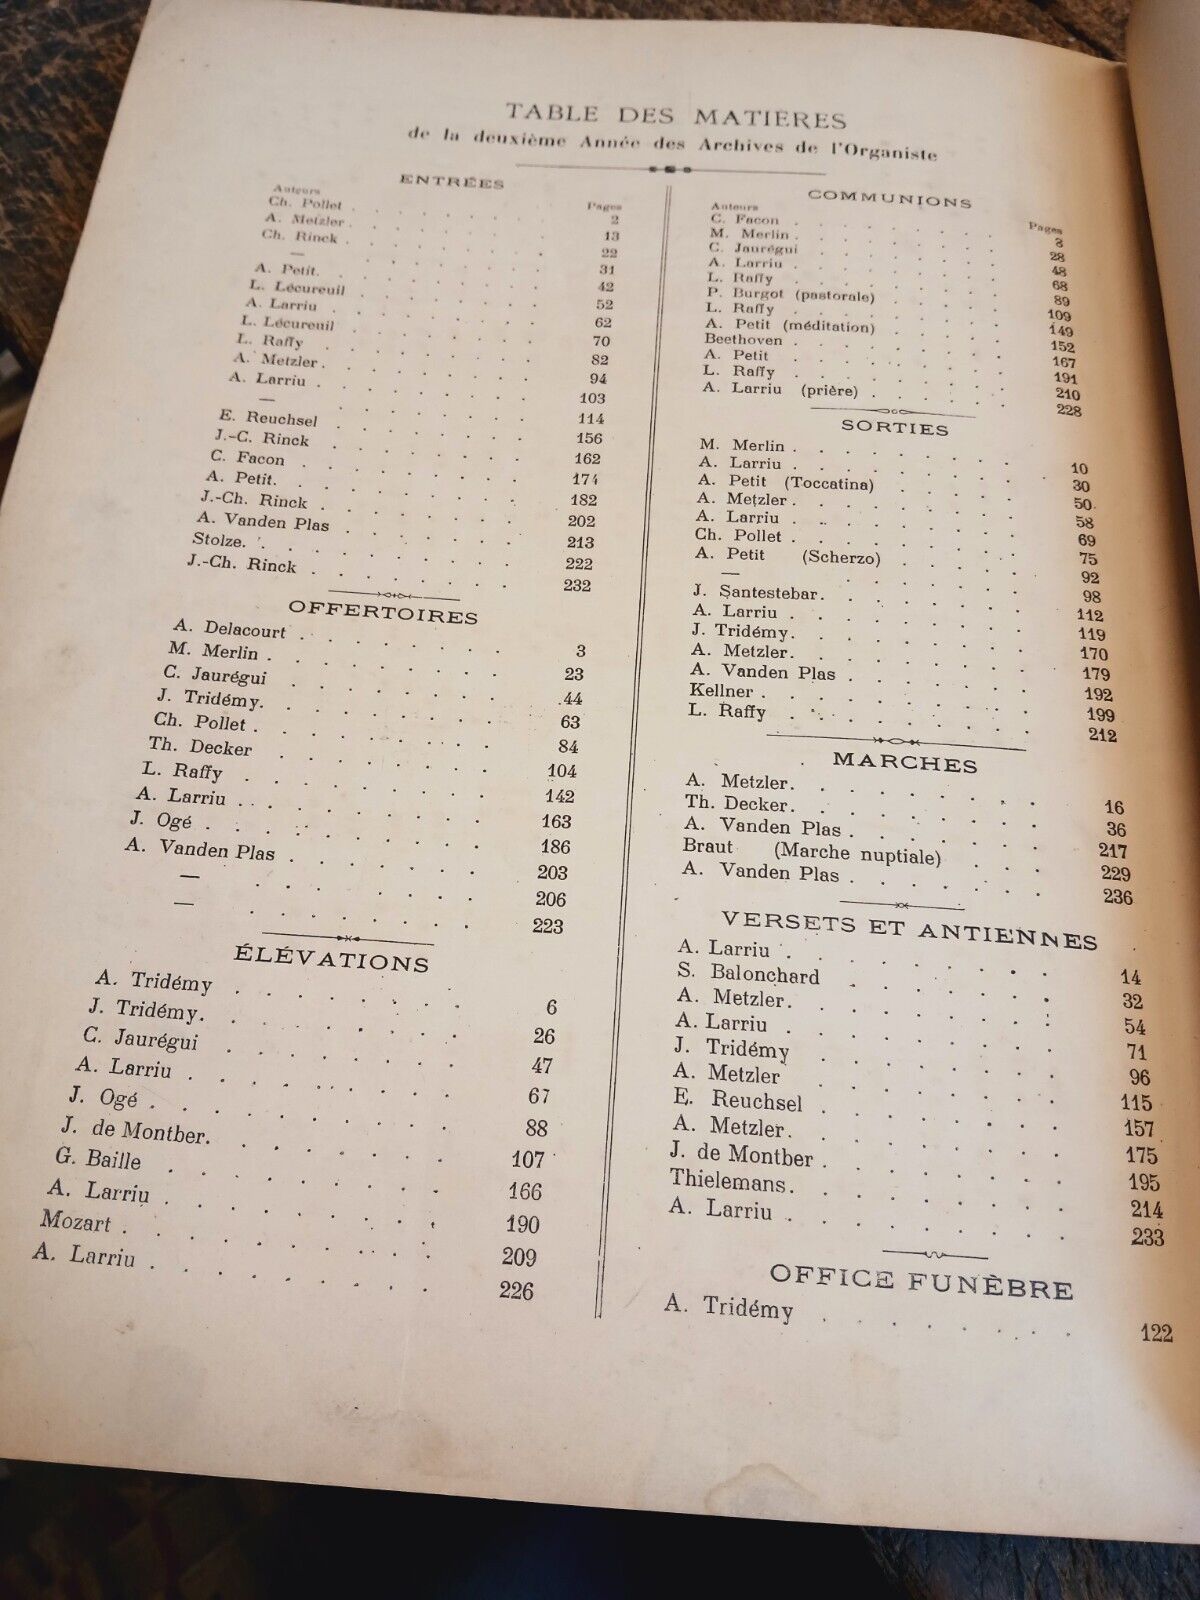 TABLE DES MATIÈRES
de la deuxième Année des Archives de l'Organiste
ENTRÉES
Auteurs Pages
Ch. Pollet . 2
A. Metzler . 13
Ch. Rinck . 22
— 31
A. Petit. 42
L. Lécureuil 52
A. Larriu . 62
L. Lécureuil 70
L. Raffy . 82
A. Metzler . 94
A. Larriu . 103
— 114
E. Reuchsel . 156
J.-C. Rinck . 162
C. Facon . 174
A. Petit. 182
J.-Ch. Rinck . 202
A. Vanden Plas . 213
Stolze. 222
J.-Ch. Rinck . 232
OFFERTOIRES
A. Delacourt . 3
M. Merlin . 23
C. Jaurégui . 44
J. Tridémy. 63
Ch. Pollet . 84
Th. Decker . 104
L. Raffy . 142
A. Larriu . 163
J. Ogé . 186
A. Vanden Plas . 203
— 206
— 223
ÉLÉVATIONS
A. Tridémy . 6
J. Tridémy. 26
C. Jaurégui . 47
A. Larriu . 67
J. Ogé . 88
J. de Montber. 107
G. Baille . 166
A. Larriu . 190
Mozart . 209
A. Larriu . 226
COMMUNIONS
Auteurs Pages
C. Facon . 8
M. Merlin . 28
C. Jaurégui . 48
A. Larriu . 68
L. Raffy . 89
P. Burgot (pastorale) . 109
L. Raffy . 149
A. Petit (méditation) . 152
Beethoven . 167
A. Petit . 191
L. Raffy . 210
A. Larriu (prière) . 228
SORTIES
M. Merlin . 10
A. Larriu . 30
A. Petit (Toccatina) . 50
A. Metzler . 58
A. Larriu . 69
Ch. Pollet . 75
A. Petit (Scherzo) . 92
— 98
J. Santestebar. 112
A. Larriu . 119
J. Tridémy. 170
A. Metzler. 179
A. Vanden Plas . 192
Kellner . 199
L. Raffy . 212
MARCHES
A. Metzler. 16
Th. Decker. 36
A. Vanden Plas . 217
Braut (Marche nuptiale) . 229
A. Vanden Plas . 236
VERSETS ET ANTIENNES
A. Larriu . 14
S. Balonchard . 32
A. Metzler. 54
A. Larriu . 71
J. Tridémy . 96
A. Metzler . 115
E. Reuchsel . 157
A. Metzler. 175
J. de Montber . 195
Thielemans. 214
A. Larriu . 233
OFFICE FUNÈBRE
A. Tridémy . 122